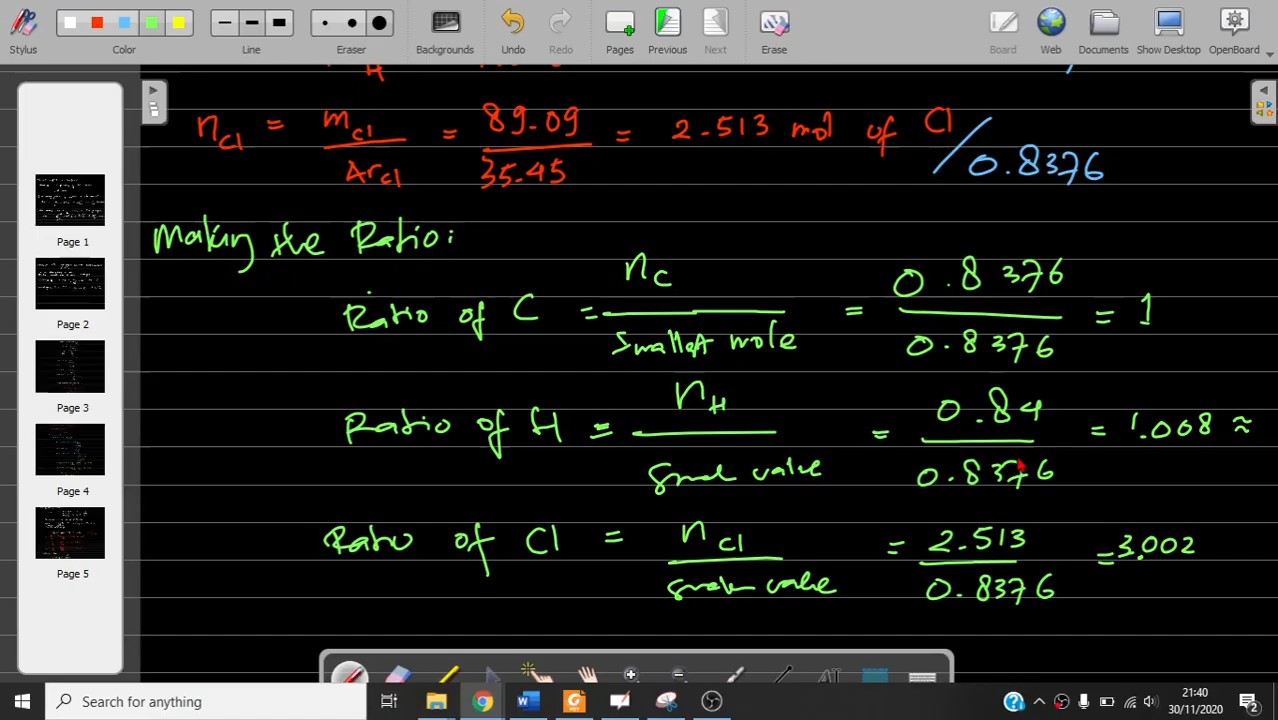 Stylus Color Line Eraser Backgrounds Undo Redo Pages Previous Next Erase Board Web Documents Show Desktop OpenBoard
H
nCl = mCl / ArCl = 89.09 / 35.45 = 2.513 mol of Cl / 0.8376
Making the Ratio:
Ratio of C = nC / Smallest mole = 0.8376 / 0.8376 = 1
Ratio of H = nH / small value = 0.84 / 0.8376 = 1.008 ≈
Ratio of Cl = nCl / small value = 2.513 / 0.8376 = 3.002
Page 1
Page 2
Page 3
Page 4
Page 5
Search for anything
21:40
30/11/2020
2